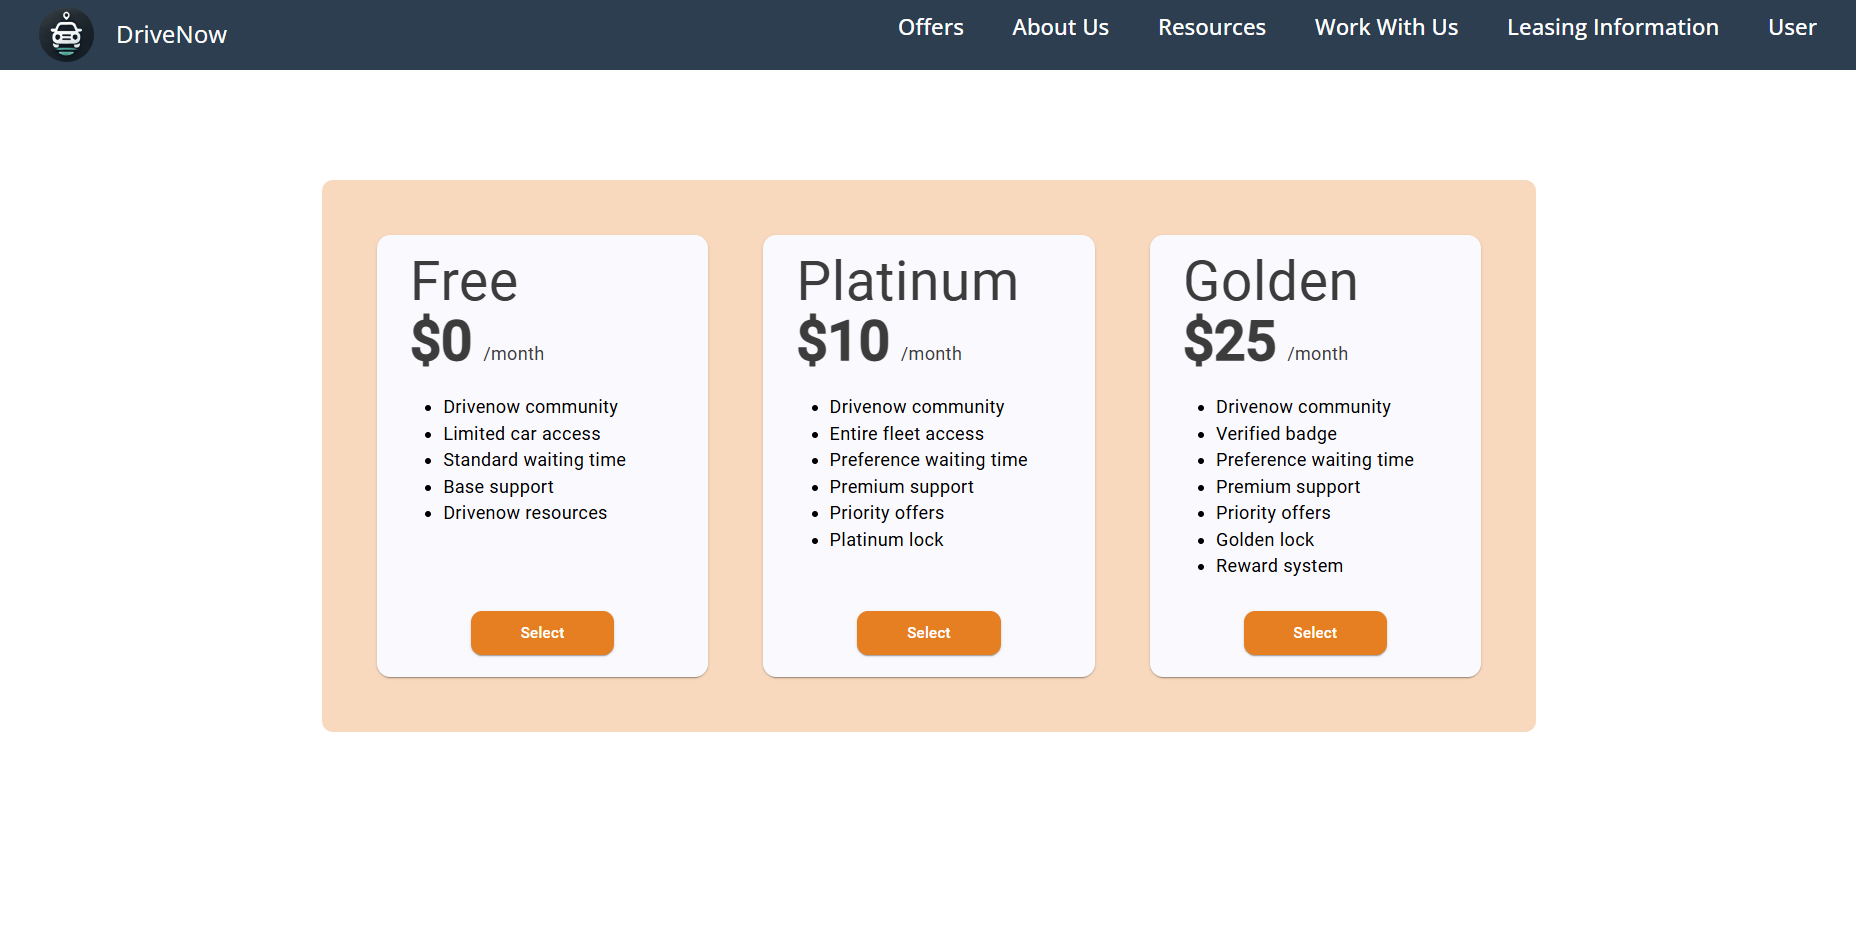 DriveNow
Offers
About Us
Resources
Work With Us
Leasing Information
User
Free
$0 /month
Drivenow community
Limited car access
Standard waiting time
Base support
Drivenow resources
Select
Platinum
$10 /month
Drivenow community
Entire fleet access
Preference waiting time
Premium support
Priority offers
Platinum lock
Select
Golden
$25 /month
Drivenow community
Verified badge
Preference waiting time
Premium support
Priority offers
Golden lock
Reward system
Select